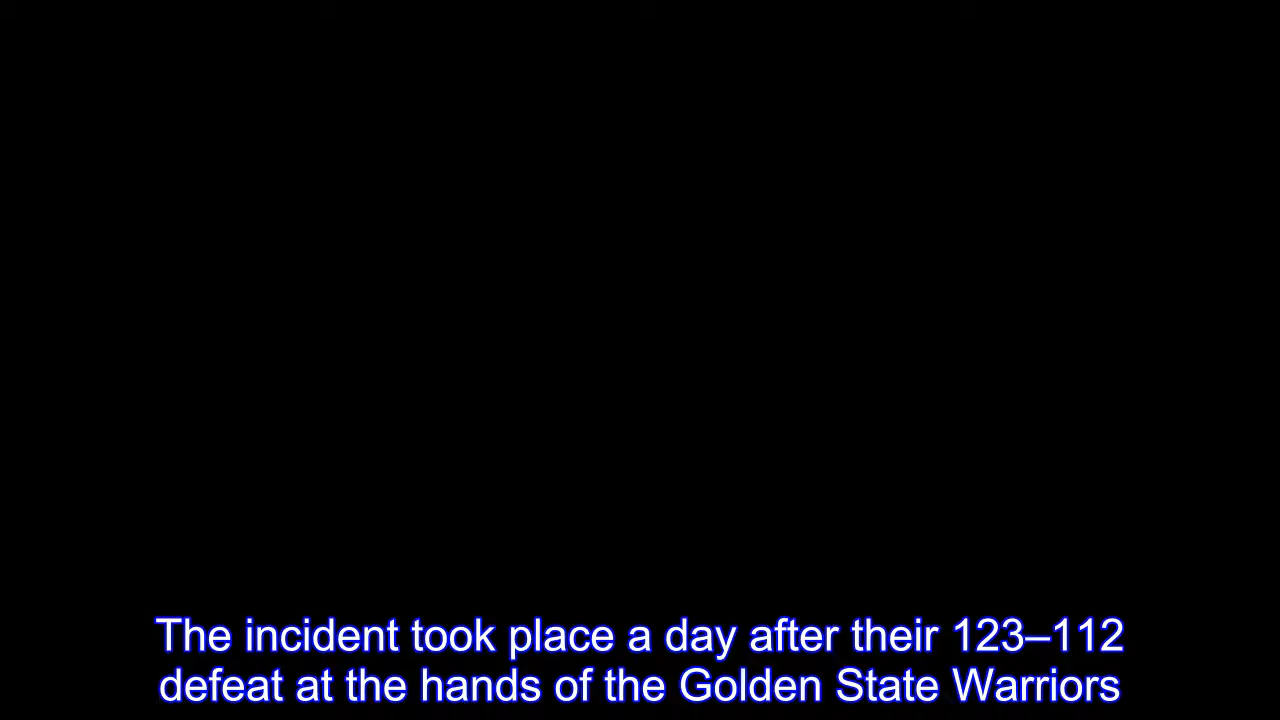 The incident took place a day after their 123–112
defeat at the hands of the Golden State Warriors